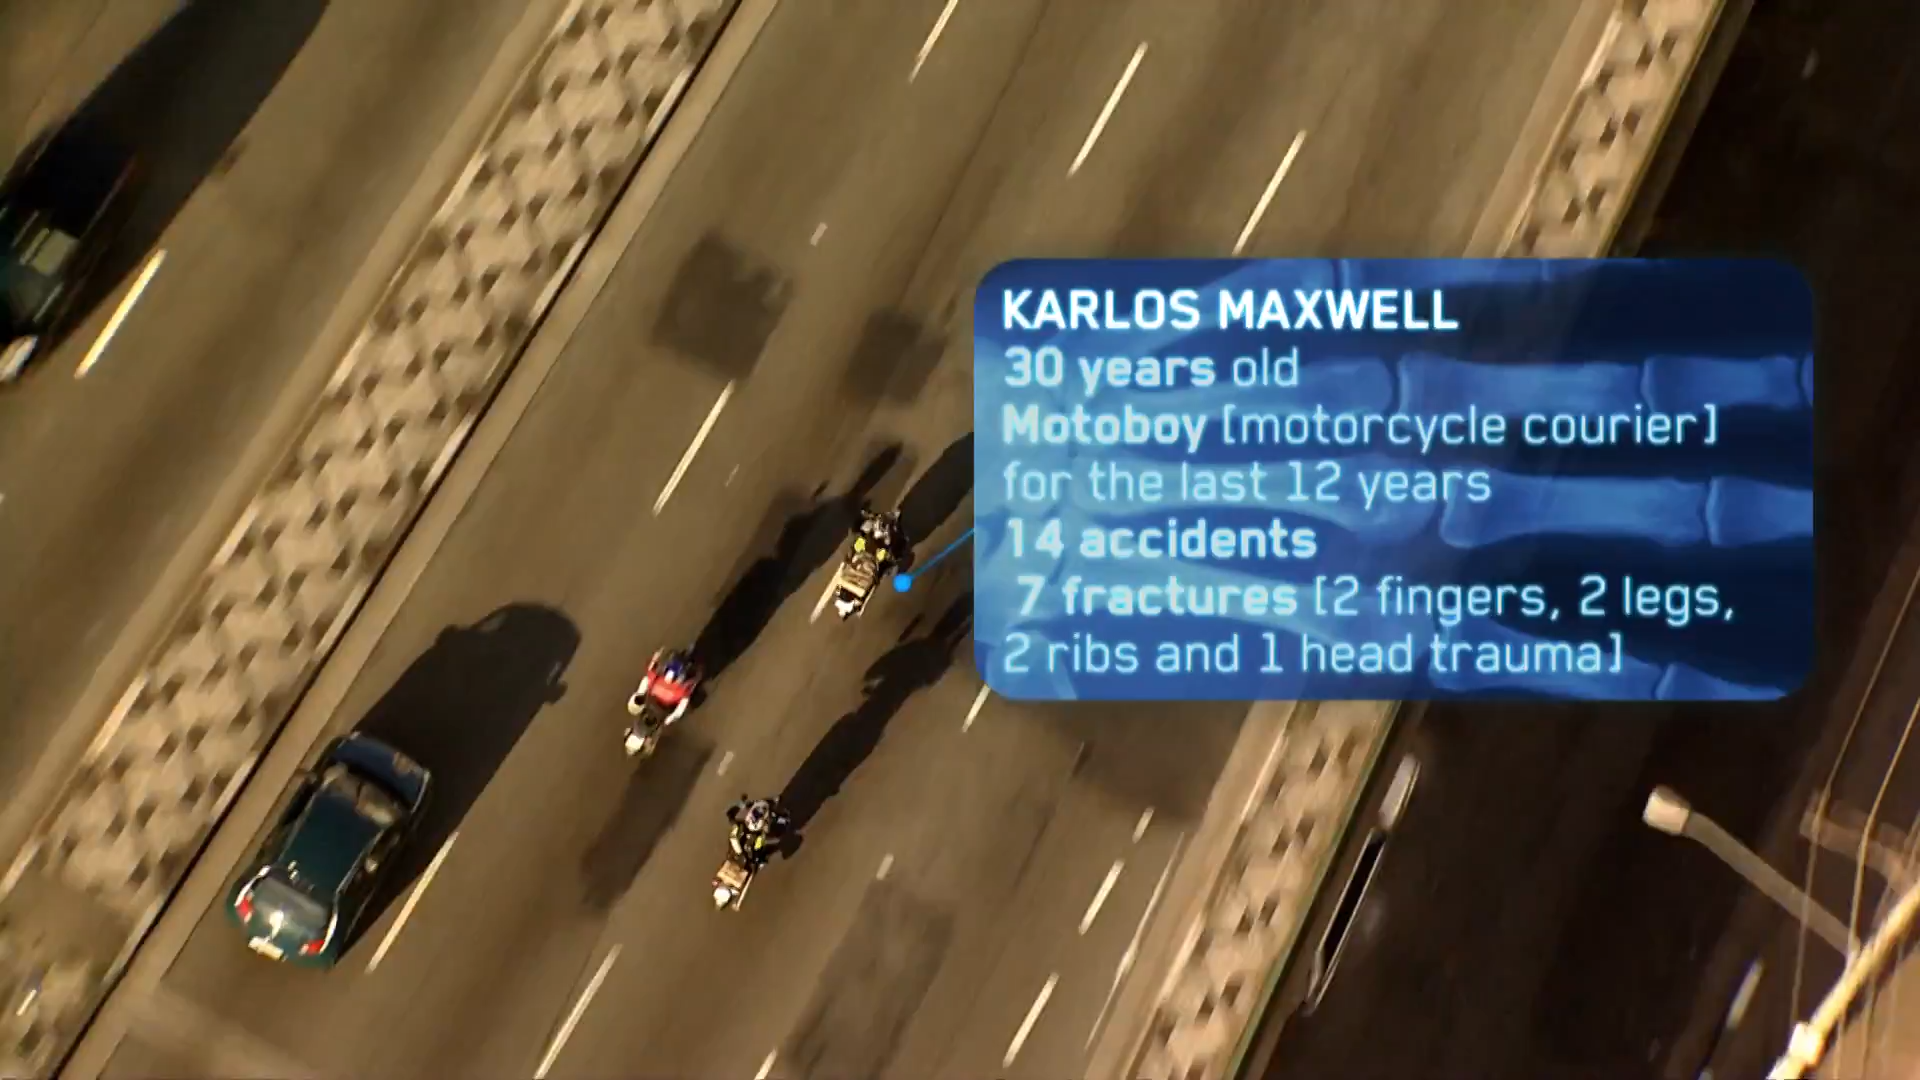 KARLOS MAXWELL
30 years old
Motoboy [motorcycle courier]
for the last 12 years
14 accidents
7 fractures [2 fingers, 2 legs,
2 ribs and 1 head trauma]